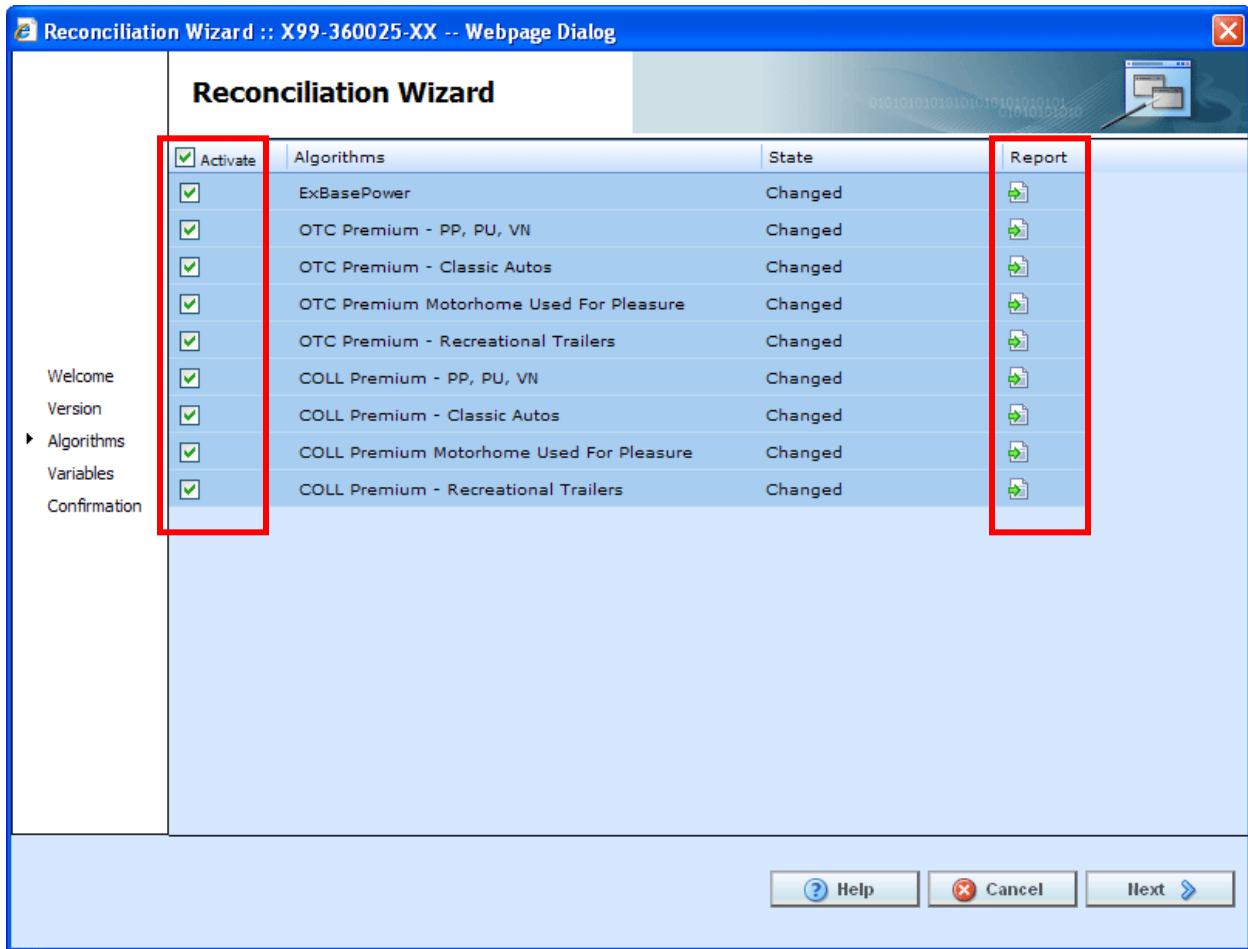 Reconciliation Wizard :: X99-360025-XX -- Webpage Dialog
Reconciliation Wizard
Activate Algorithms State Report
ExBasePower Changed
OTC Premium - PP, PU, VN Changed
OTC Premium - Classic Autos Changed
OTC Premium Motorhome Used For Pleasure Changed
OTC Premium - Recreational Trailers Changed
COLL Premium - PP, PU, VN Changed
COLL Premium - Classic Autos Changed
COLL Premium Motorhome Used For Pleasure Changed
COLL Premium - Recreational Trailers Changed
Welcome
Version
Algorithms
Variables
Confirmation
Help Cancel Next